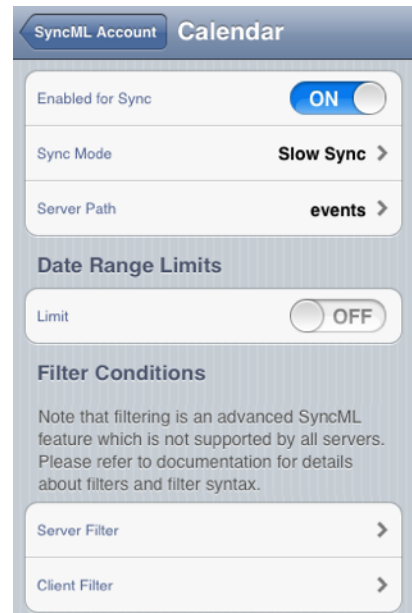 SyncML Account Calendar
Enabled for Sync ON
Sync Mode Slow Sync
Server Path events
Date Range Limits
Limit OFF
Filter Conditions
Note that filtering is an advanced SyncML
feature which is not supported by all servers.
Please refer to documentation for details
about filters and filter syntax.
Server Filter
Client Filter